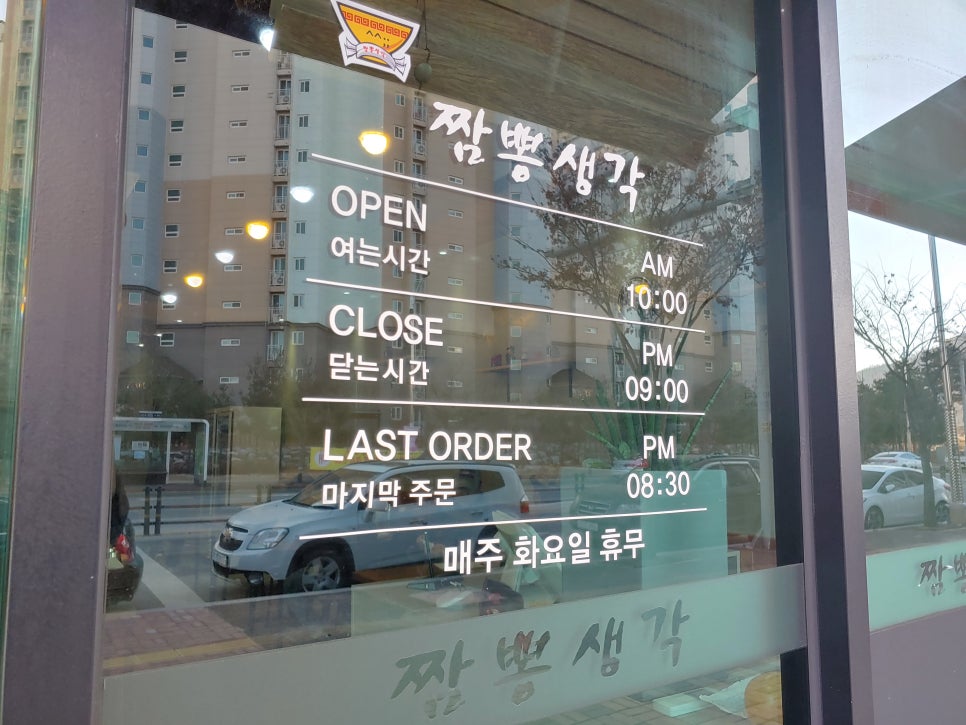 짬뽕생각
OPEN
여는시간
AM
10:00
CLOSE
닫는시간
PM
09:00
LAST ORDER
마지막 주문
PM
08:30
매주 화요일 휴무
짬뽕생각
짬뽕